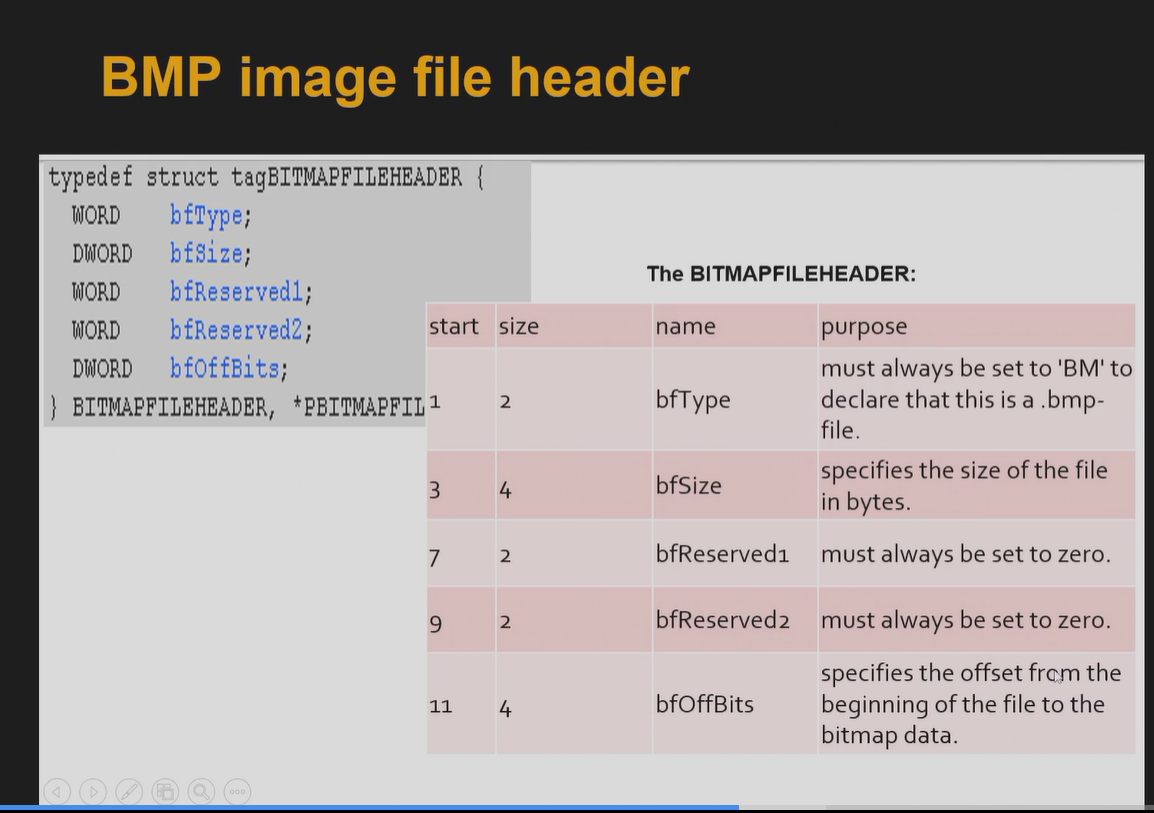 BMP image file header
typedef struct tagBITMAPFILEHEADER {
WORD bfType;
DWORD bfSize;
WORD bfReserved1;
WORD bfReserved2;
DWORD bfOffBits;
} BITMAPFILEHEADER, *PBITMAPFIL
The BITMAPFILEHEADER:
start size name purpose
1 2 bfType must always be set to 'BM' to
declare that this is a .bmp-
file.
3 4 bfSize specifies the size of the file
in bytes.
7 2 bfReserved1 must always be set to zero.
9 2 bfReserved2 must always be set to zero.
11 4 bfOffBits specifies the offset from the
beginning of the file to the
bitmap data.